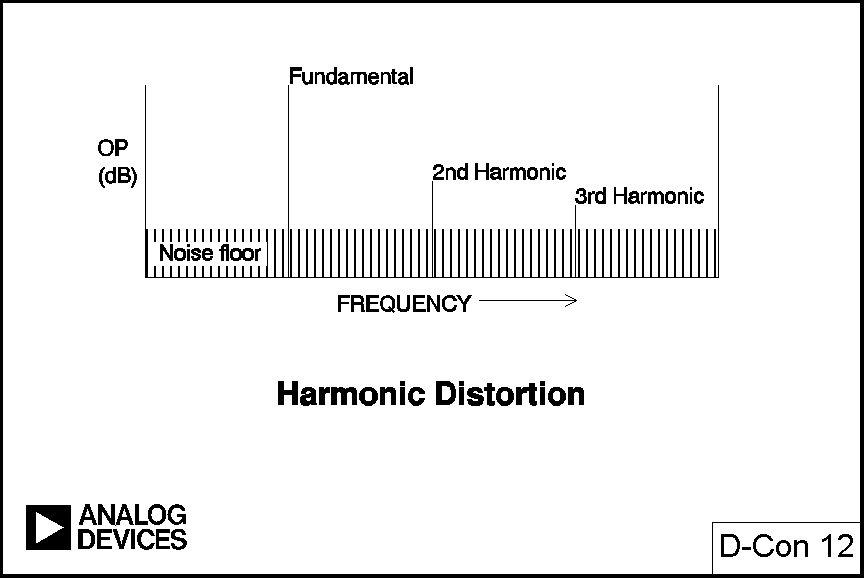 Fundamental
OP
(dB)
2nd Harmonic
3rd Harmonic
Noise floor
FREQUENCY
Harmonic Distortion
ANALOG
DEVICES
D-Con 12